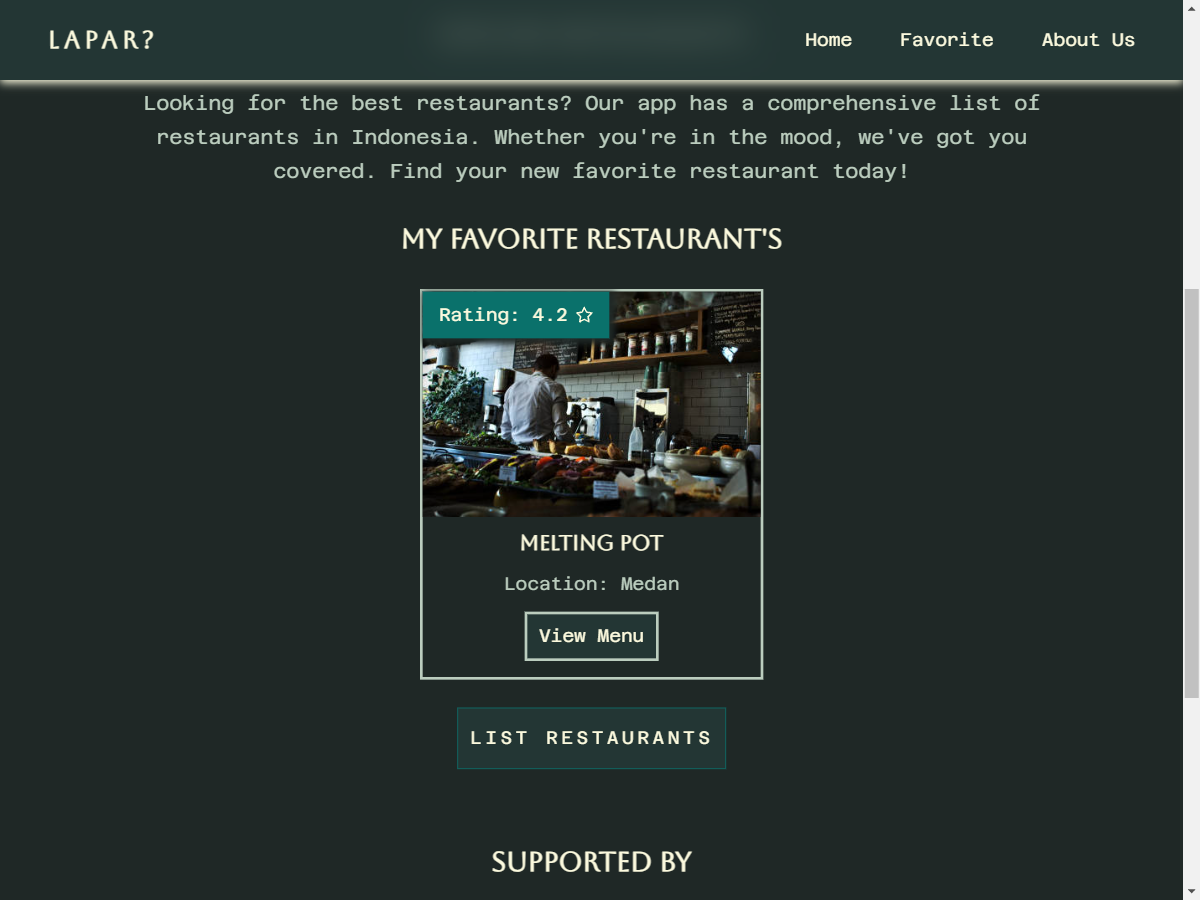 LAPAR?
Home
Favorite
About Us
Looking for the best restaurants? Our app has a comprehensive list of
restaurants in Indonesia. Whether you're in the mood, we've got you
covered. Find your new favorite restaurant today!
MY FAVORITE RESTAURANT'S
Rating: 4.2
MELTING POT
Location: Medan
View Menu
LIST RESTAURANTS
SUPPORTED BY